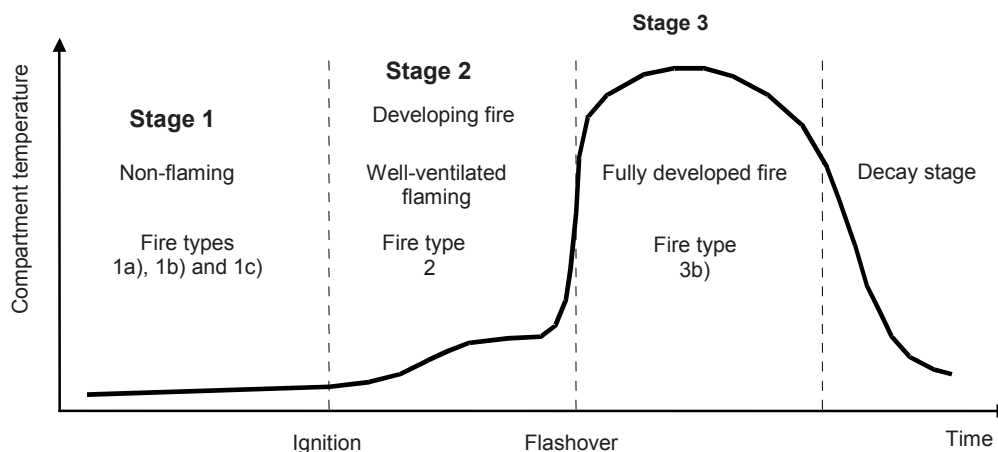 Stage 3
Stage 2
Stage 1
Developing fire
Non-flaming
Well-ventilated
flaming
Fully developed fire
Decay stage
Fire types
1a), 1b) and 1c)
Fire type
2
Fire type
3b)
Compartment temperature
Ignition
Flashover
Time